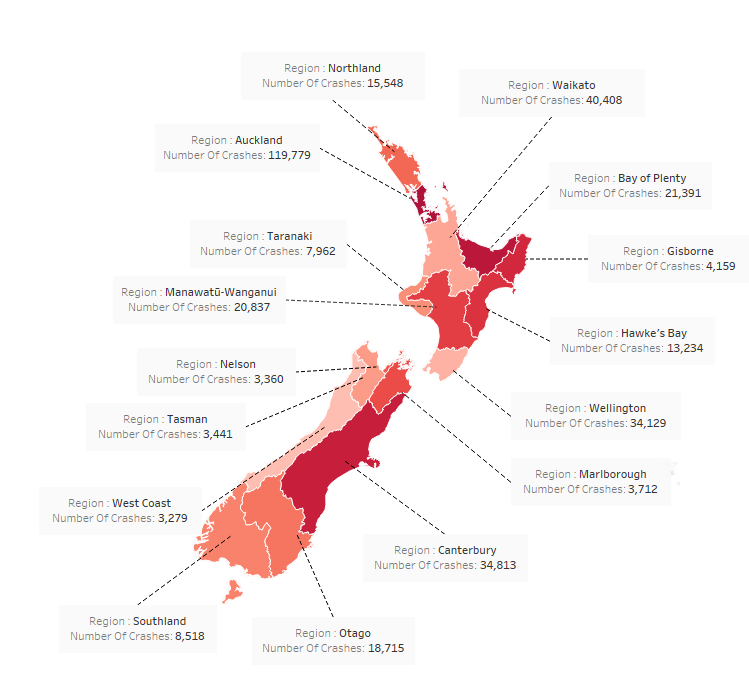 Region : Northland
Number Of Crashes: 15,548
Region : Waikato
Number Of Crashes: 40,408
Region : Auckland
Number Of Crashes: 119,779
Region : Bay of Plenty
Number Of Crashes: 21,391
Region : Taranaki
Number Of Crashes: 7,962
Region : Gisborne
Number Of Crashes: 4,159
Region : Manawatū-Wanganui
Number Of Crashes: 20,837
Region : Hawke's Bay
Number Of Crashes: 13,234
Region : Nelson
Number Of Crashes: 3,360
Region : Wellington
Number Of Crashes: 34,129
Region : Tasman
Number Of Crashes: 3,441
Region : Marlborough
Number Of Crashes: 3,712
Region : West Coast
Number Of Crashes: 3,279
Region : Canterbury
Number Of Crashes: 34,813
Region : Southland
Number Of Crashes: 8,518
Region : Otago
Number Of Crashes: 18,715